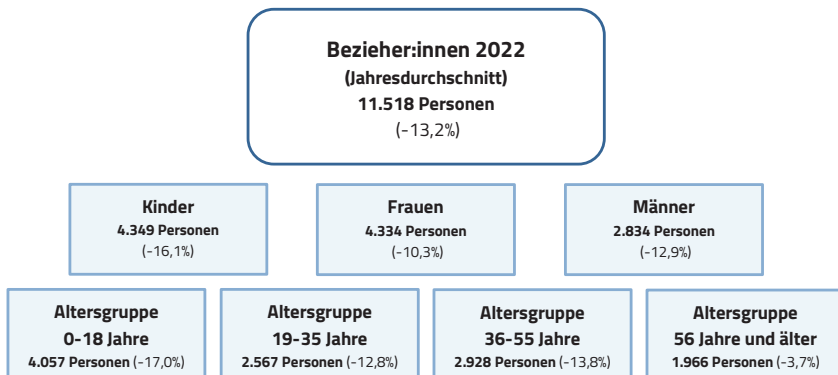 Bezieher:innen 2022
(Jahresdurchschnitt)
11.518 Personen
(-13,2%)
Kinder
4.349 Personen
(-16,1%)
Frauen
4.334 Personen
(-10,3%)
Männer
2.834 Personen
(-12,9%)
Altersgruppe
0-18 Jahre
4.057 Personen (-17,0%)
Altersgruppe
19-35 Jahre
2.567 Personen (-12,8%)
Altersgruppe
36-55 Jahre
2.928 Personen (-13,8%)
Altersgruppe
56 Jahre und älter
1.966 Personen (-3,7%)